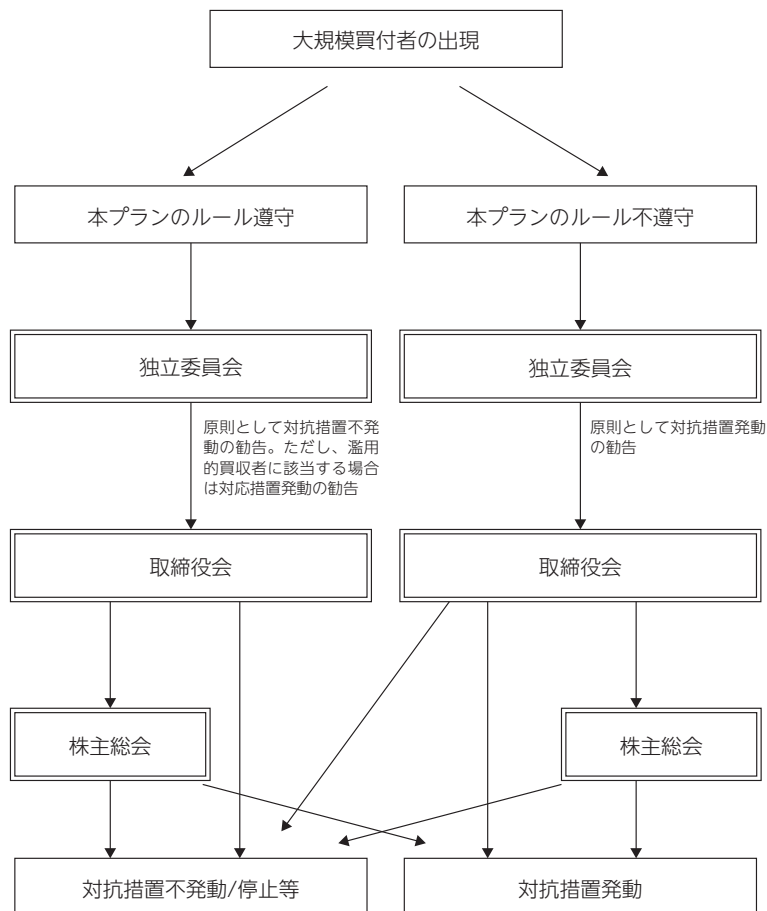 大規模買付者の出現
本プランのルール遵守
本プランのルール不遵守
独立委員会
独立委員会
原則として対抗措置不発
動の勧告。ただし、濫用
的買収者に該当する場合
は対応措置発動の勧告
原則として対抗措置発動
の勧告
取締役会
取締役会
株主総会
株主総会
対抗措置不発動/停止等
対抗措置発動